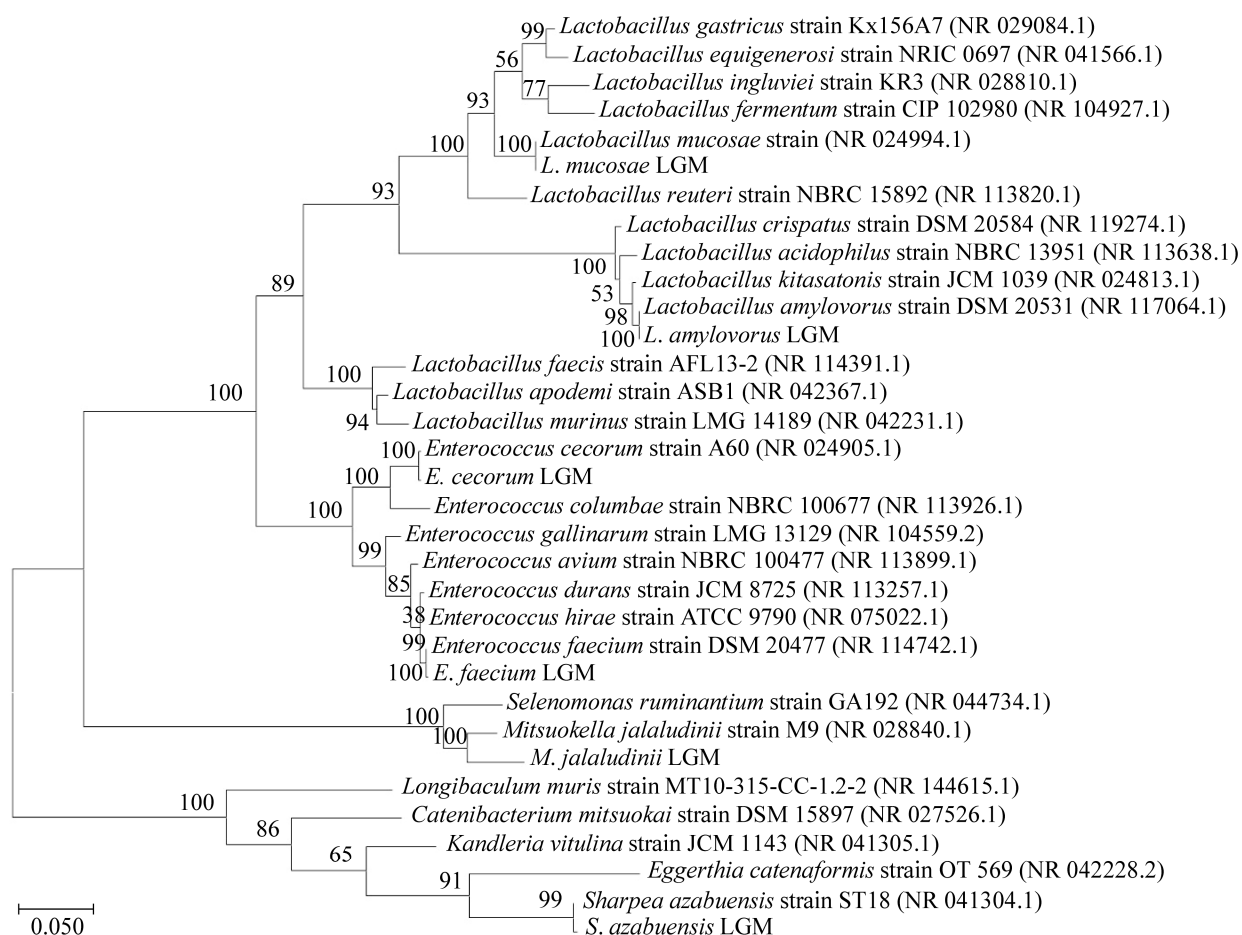 99 Lactobacillus gastricus strain Kx156A7 (NR 029084.1)
Lactobacillus equigenerosi strain NRIC 0697 (NR 041566.1)
56
Lactobacillus ingluviei strain KR3 (NR 028810.1)
77
93
Lactobacillus fermentum strain CIP 102980 (NR 104927.1)
100
100 Lactobacillus mucosae strain (NR 024994.1)
L. mucosae LGM
93
Lactobacillus reuteri strain NBRC 15892 (NR 113820.1)
Lactobacillus crispatus strain DSM 20584 (NR 119274.1)
Lactobacillus acidophilus strain NBRC 13951 (NR 113638.1)
100
89
Lactobacillus kitasatonis strain JCM 1039 (NR 024813.1)
53
Lactobacillus amylovorus strain DSM 20531 (NR 117064.1)
98
100 L. amylovorus LGM
Lactobacillus faecis strain AFL13-2 (NR 114391.1)
100
100
Lactobacillus apodemi strain ASB1 (NR 042367.1)
94 Lactobacillus murinus strain LMG 14189 (NR 042231.1)
100 Enterococcus cecorum strain A60 (NR 024905.1)
100
E. cecorum LGM
100
Enterococcus columbae strain NBRC 100677 (NR 113926.1)
Enterococcus gallinarum strain LMG 13129 (NR 104559.2)
99
Enterococcus avium strain NBRC 100477 (NR 113899.1)
85
Enterococcus durans strain JCM 8725 (NR 113257.1)
38 Enterococcus hirae strain ATCC 9790 (NR 075022.1)
99 Enterococcus faecium strain DSM 20477 (NR 114742.1)
100 E. faecium LGM
Selenomonas ruminantium strain GA192 (NR 044734.1)
100
100 Mitsuokella jalaludinii strain M9 (NR 028840.1)
M. jalaludinii LGM
Longibaculum muris strain MT10-315-CC-1.2-2 (NR 144615.1)
100
Catenibacterium mitsuokai strain DSM 15897 (NR 027526.1)
86
Kandleria vitulina strain JCM 1143 (NR 041305.1)
65
Eggerthia catenaformis strain OT 569 (NR 042228.2)
91
99 Sharpea azabuensis strain ST18 (NR 041304.1)
S. azabuensis LGM
0.050